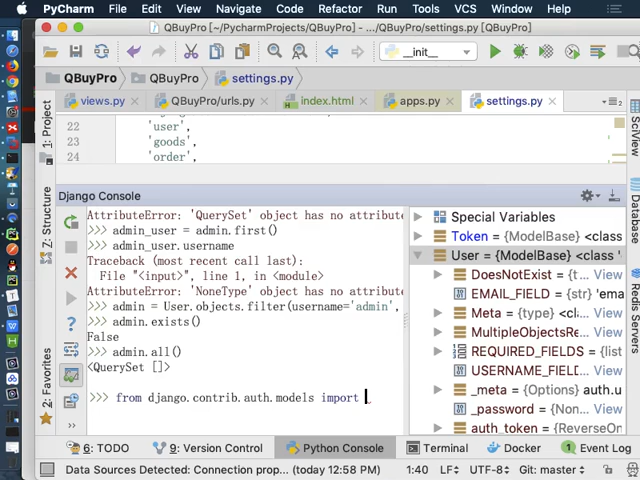 PyCharm File Edit View Navigate Code Refactor Run Tools VCS Window Help
QBuyPro [~/PycharmProjects/QBuyPro] - .../QBuyPro/settings.py
__init__
QBuyPro QBuyPro settings.py
views.py QBuyPro/urls.py index.html apps.py settings.py
1: Project
Z: Structure
2: Favorites
SciView
Database
Redis Servers
22 'user',
23 'goods',
24 'order',
Django Console
AttributeError: 'QuerySet' object has no attribute
>>> admin_user = admin.first()
>>> admin_user.username
Traceback (most recent call last):
File "<input>", line 1, in <module>
AttributeError: 'NoneType' object has no attribute
>>> admin = User.objects.filter(username='admin',
>>> admin.exists()
False
>>> admin.all()
<QuerySet []>
>>> from django.contrib.auth.models import
Special Variables
Token = {ModelBase} <class
User = {ModelBase} <class '
DoesNotExist = {t... View
EMAIL_FIELD = {str} 'ema
Meta = {type} <cla... View
MultipleObjectsRe... View
REQUIRED_FIELDS = {list
USERNAME_FIELD... View
_meta = {Options} auth.u
_password = {Non... View
auth_token = {ReverseOn
6: TODO 9: Version Control Python Console Terminal Docker Event Log
Data Sources Detected: Connection prop... (today 12:58 PM) 1:40 LF UTF-8 Git: master